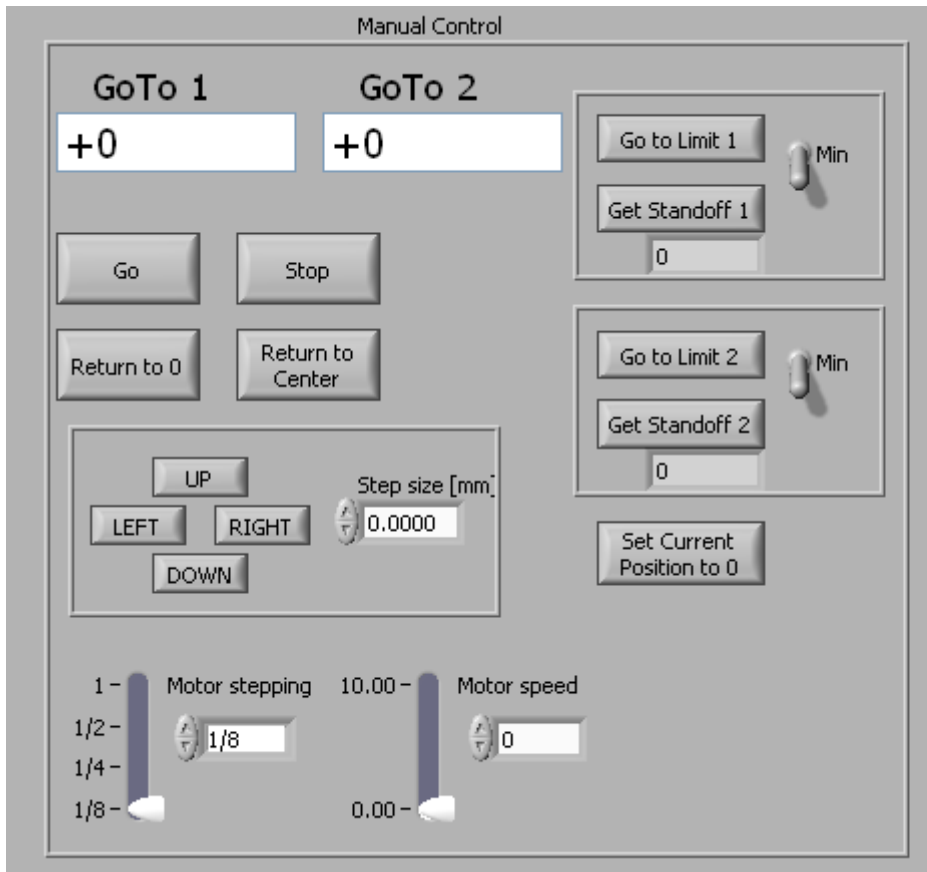 Manual Control
GoTo 1
GoTo 2
+0
+0
Go to Limit 1
Min
Get Standoff 1
0
Go
Stop
Return to 0
Return to
Center
Go to Limit 2
Min
Get Standoff 2
0
UP
LEFT
RIGHT
DOWN
Step size [mm]
0.0000
Set Current
Position to 0
1
1/2
1/4
1/8
Motor stepping
1/8
10.00
0.00
Motor speed
0